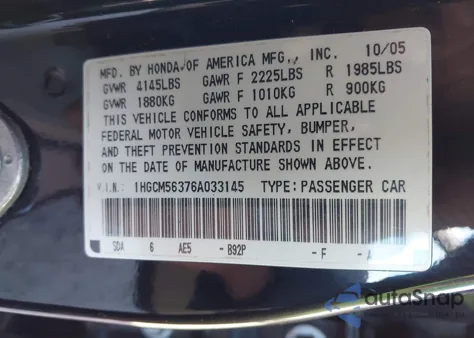 MFD. BY HONDA OF AMERICA MFG., INC. 10/05
GVWR 4145LBS GAWR F 2225LBS R 1985LBS
GVWR 1880KG GAWR F 1010KG R 900KG
THIS VEHICLE CONFORMS TO ALL APPLICABLE
FEDERAL MOTOR VEHICLE SAFETY, BUMPER,
AND THEFT PREVENTION STANDARDS IN EFFECT
ON THE DATE OF MANUFACTURE SHOWN ABOVE.
V.I.N.: 1HGCM56376A033145 TYPE:PASSENGER CAR
SDA 6 AE5 -B92P -F -A
autoSnap